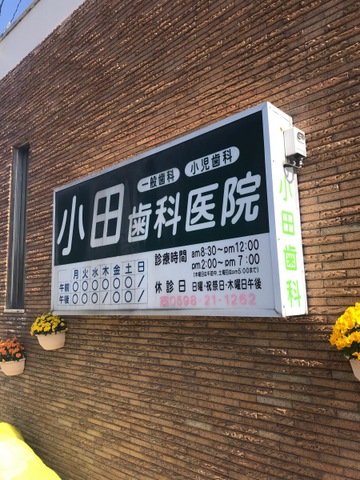 一般歯科 小児歯科
小田歯科医院
診療時間 am8:30〜pm12:00
pm2:00〜pm7:00
月火水木金土日
午前 〇〇〇〇〇〇/
午後 〇〇〇/〇〇/
休診日 日曜・祝祭日・木曜日午後
☎0598-21-1262
小田歯科